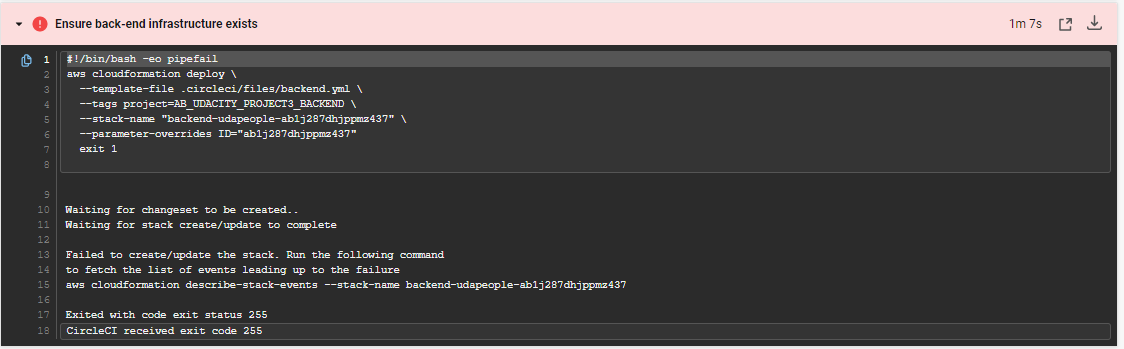 Ensure back-end infrastructure exists
1m 7s
1 #!/bin/bash -eo pipefail
2 aws cloudformation deploy \
3 --template-file .circleci/files/backend.yml \
4 --tags project=AB_UDACITY_PROJECT3_BACKEND \
5 --stack-name "backend-udapeople-ab1j287dhjppmz437" \
6 --parameter-overrides ID="ab1j287dhjppmz437"
7 exit 1
8
9
10 Waiting for changeset to be created..
11 Waiting for stack create/update to complete
12
13 Failed to create/update the stack. Run the following command
14 to fetch the list of events leading up to the failure
15 aws cloudformation describe-stack-events --stack-name backend-udapeople-ab1j287dhjppmz437
16
17 Exited with code exit status 255
18 CircleCI received exit code 255